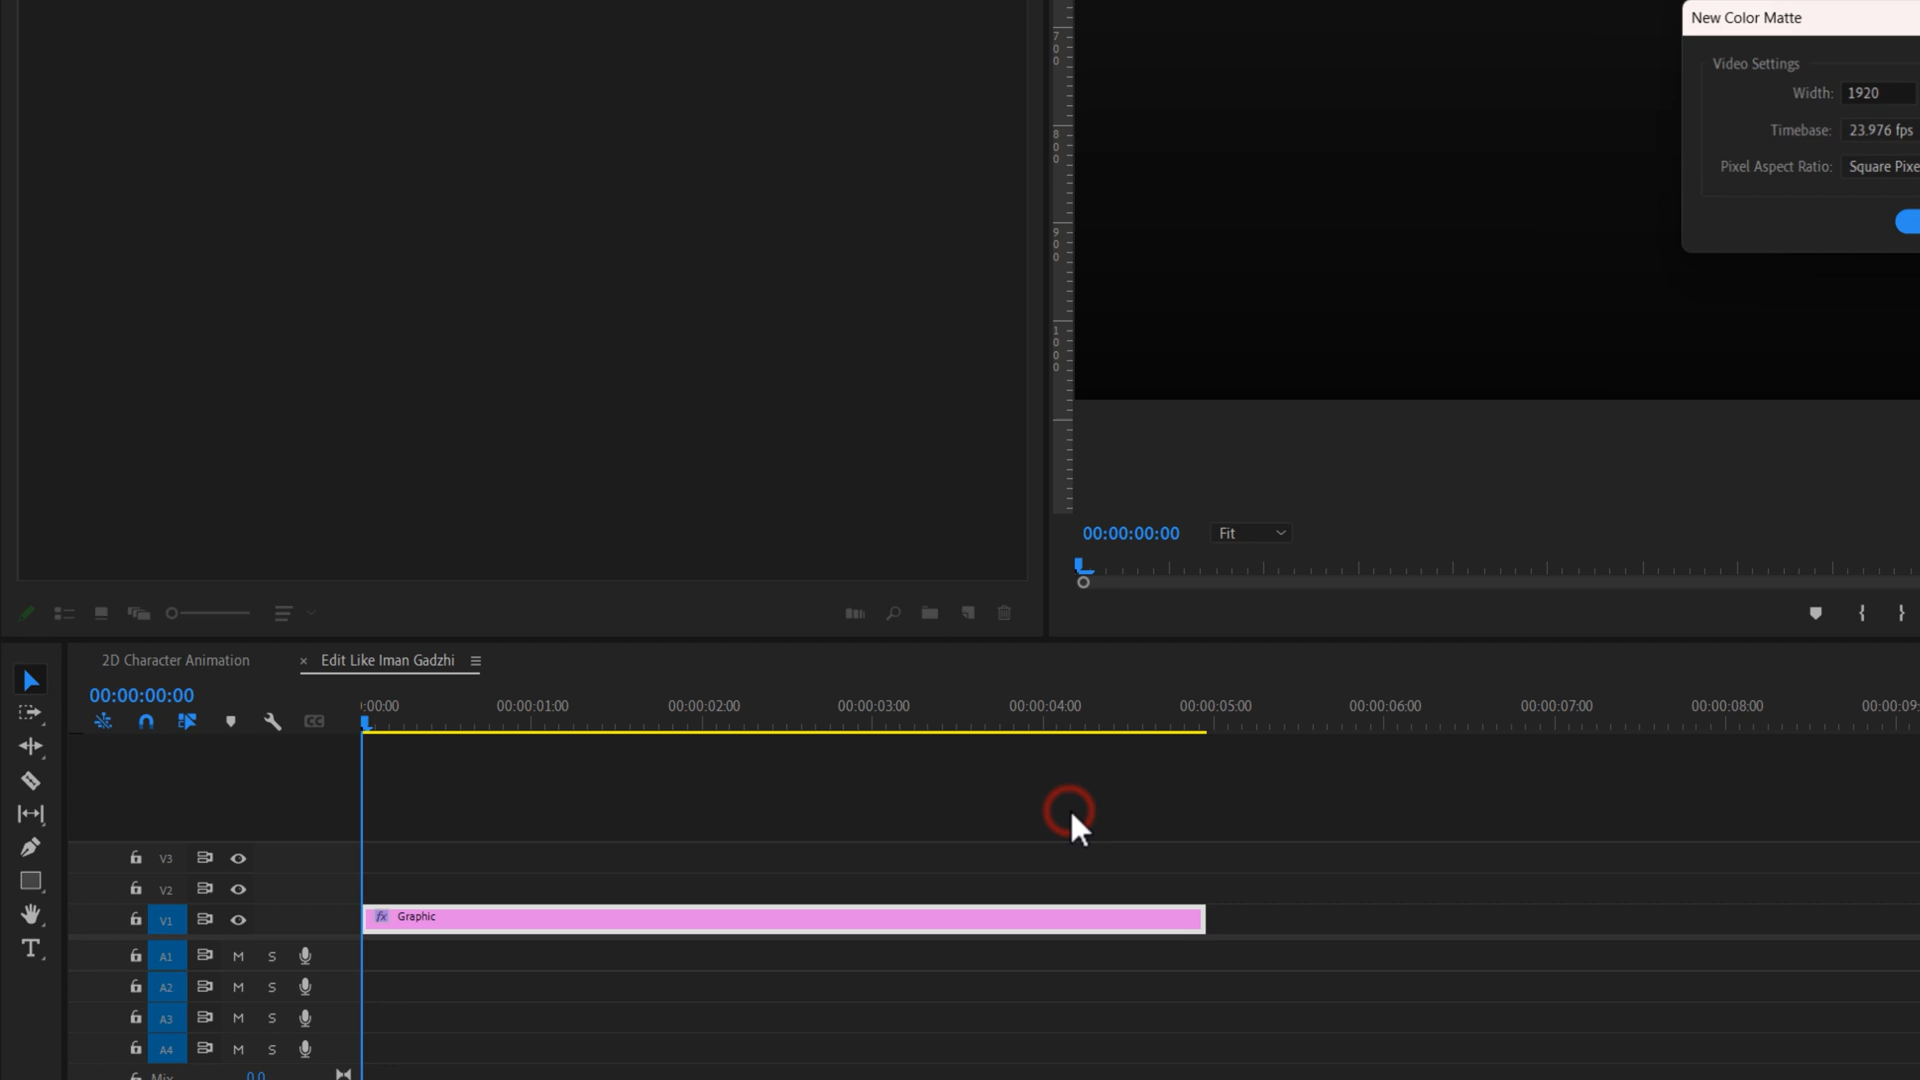 New Color Matte
Video Settings
Width: 1920
Timebase: 23.976 fps
Pixel Aspect Ratio: Square Pixe
700
800
900
1000
00:00:00:00 Fit
2D Character Animation × Edit Like Iman Gadzhi
00:00:00:00
:00:00 00:00:01:00 00:00:02:00 00:00:03:00 00:00:04:00 00:00:05:00 00:00:06:00 00:00:07:00 00:00:08:00 00:00:09:
CC
V3
V2
V1 fx Graphic
A1 M S
A2 M S
A3 M S
A4 M S
T
Mix 0.0